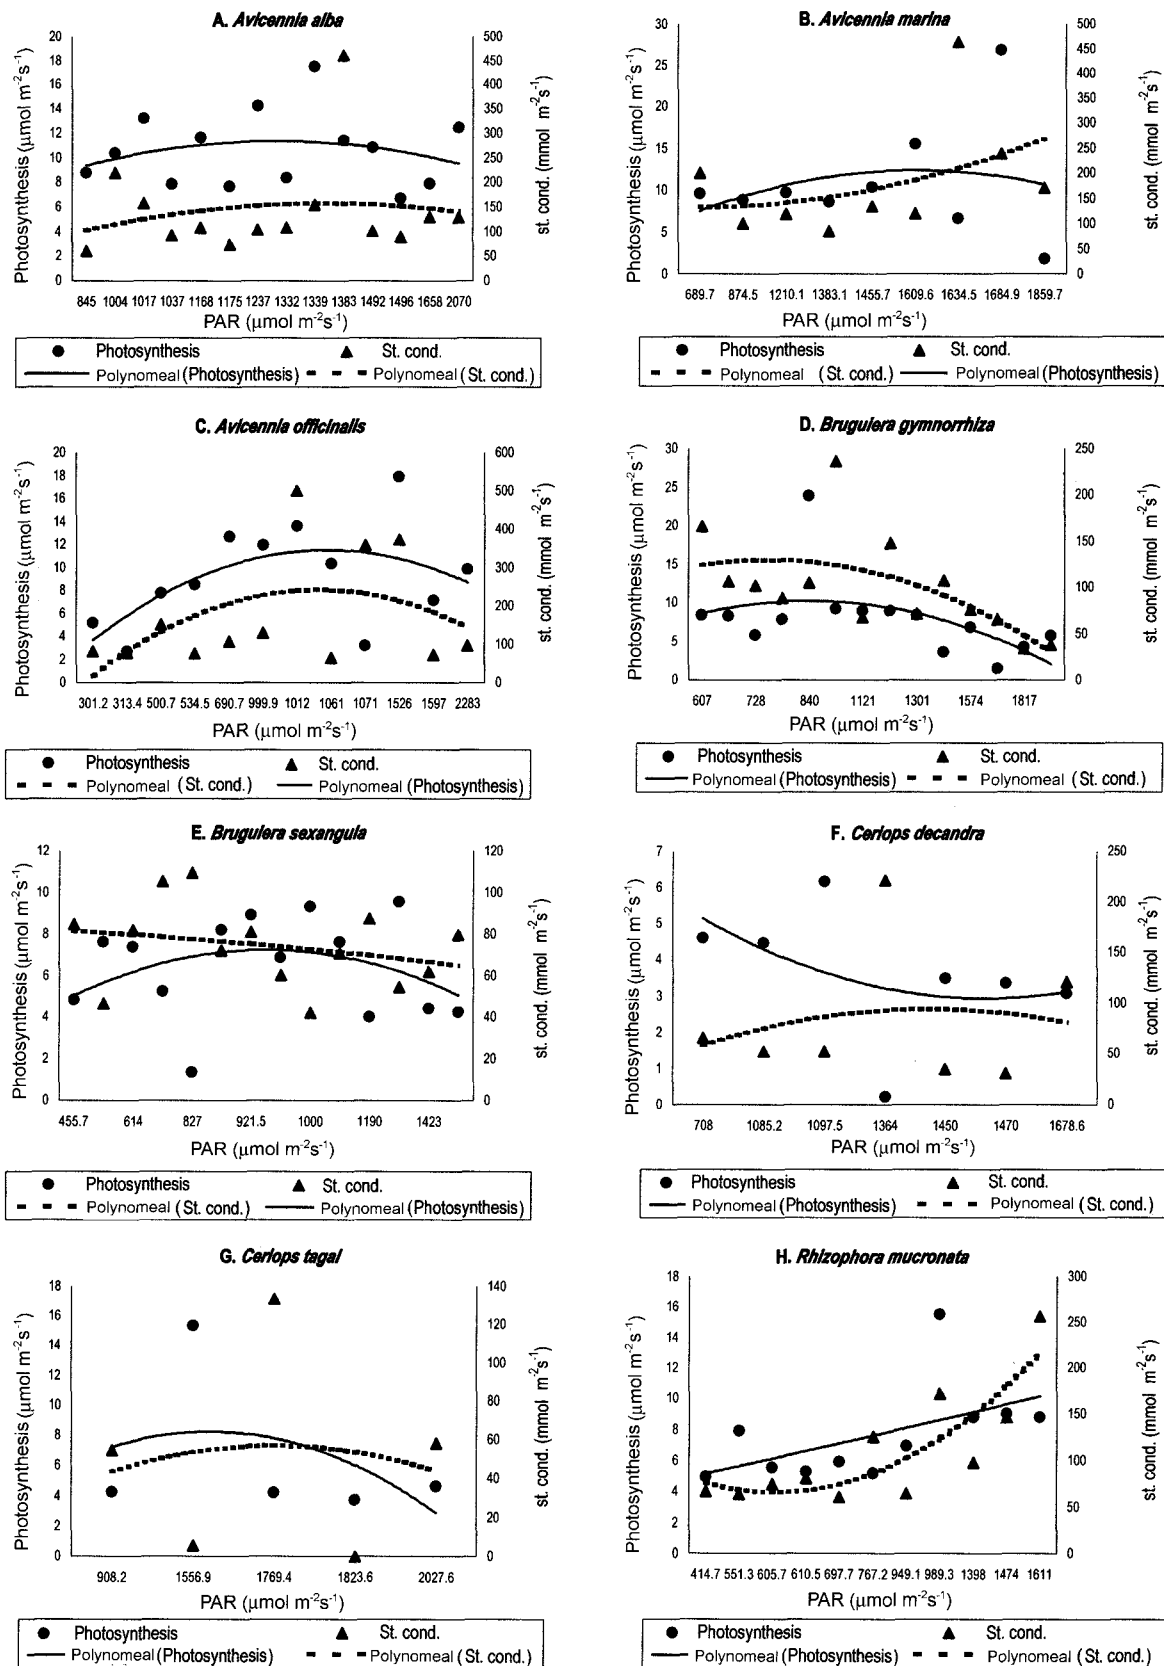 A. Avicennia alba
Photosynthesis (µmol m-2s-1)
20
18
16
14
12
10
8
6
4
2
0
500
450
400
350
300
250
200
150
100
50
0
st. cond. (mmol m-2s-1)
845 1004 1017 1037 1168 1175 1237 1332 1339 1383 1492 1496 1658 2070
PAR (µmol m-2s-1)
Photosynthesis St. cond.
Polynomeal (Photosynthesis) Polynomeal (St. cond.)
B. Avicennia marina
Photosynthesis (µmol m-2s-1)
30
25
20
15
10
5
0
500
450
400
350
300
250
200
150
100
50
0
st. cond. (mmol m-2s-1)
689.7 874.5 1210.1 1383.1 1455.7 1609.6 1634.5 1684.9 1859.7
PAR (µmol m-2s-1)
Photosynthesis St. cond.
Polynomeal (St. cond.) Polynomeal (Photosynthesis)
C. Avicennia officinalis
Photosynthesis (µmol m-2s-1)
20
18
16
14
12
10
8
6
4
2
0
600
500
400
300
200
100
0
st. cond. (mmol m-2s-1)
301.2 313.4 500.7 534.5 690.7 999.9 1012 1061 1071 1526 1597 2283
PAR (µmol m-2s-1)
Photosynthesis St. cond.
Polynomeal (St. cond.) Polynomeal (Photosynthesis)
D. Bruguiera gymnorrhiza
Photosynthesis (µmol m-2s-1)
30
25
20
15
10
5
0
250
200
150
100
50
0
st. cond. (mmol m-2s-1)
607 728 840 1121 1301 1574 1817
PAR (µmol m-2s-1)
Photosynthesis St. cond.
Polynomeal (Photosynthesis) Polynomeal (St. cond.)
E. Bruguiera sexangula
Photosynthesis (µmol m-2s-1)
12
10
8
6
4
2
0
120
100
80
60
40
20
0
st. cond. (mmol m-2s-1)
455.7 614 827 921.5 1000 1190 1423
PAR (µmol m-2s-1)
Photosynthesis St. cond.
Polynomeal (St. cond.) Polynomeal (Photosynthesis)
F. Ceriops decandra
Photosynthesis (µmol m-2s-1)
7
6
5
4
3
2
1
0
250
200
150
100
50
0
st. cond. (mmol m-2s-1)
708 1085.2 1097.5 1364 1450 1470 1678.6
PAR (µmol m-2s-1)
Photosynthesis St. cond.
Polynomeal (Photosynthesis) Polynomeal (St. cond.)
G. Ceriops tagal
Photosynthesis (µmol m-2s-1)
18
16
14
12
10
8
6
4
2
0
140
120
100
80
60
40
20
0
st. cond. (mmol m-2s-1)
908.2 1556.9 1769.4 1823.6 2027.6
PAR (µmol m-2s-1)
Photosynthesis St. cond.
Polynomeal (Photosynthesis) Polynomeal (St. cond.)
H. Rhizophora mucronata
Photosynthesis (µmol m-2s-1)
18
16
14
12
10
8
6
4
2
0
300
250
200
150
100
50
0
st. cond. (mmol m-2s-1)
414.7 551.3 605.7 610.5 697.7 767.2 949.1 989.3 1398 1474 1611
PAR (µmol m-2s-1)
Photosynthesis St. cond.
Polynomeal (Photosynthesis) Polynomeal (St. cond.)